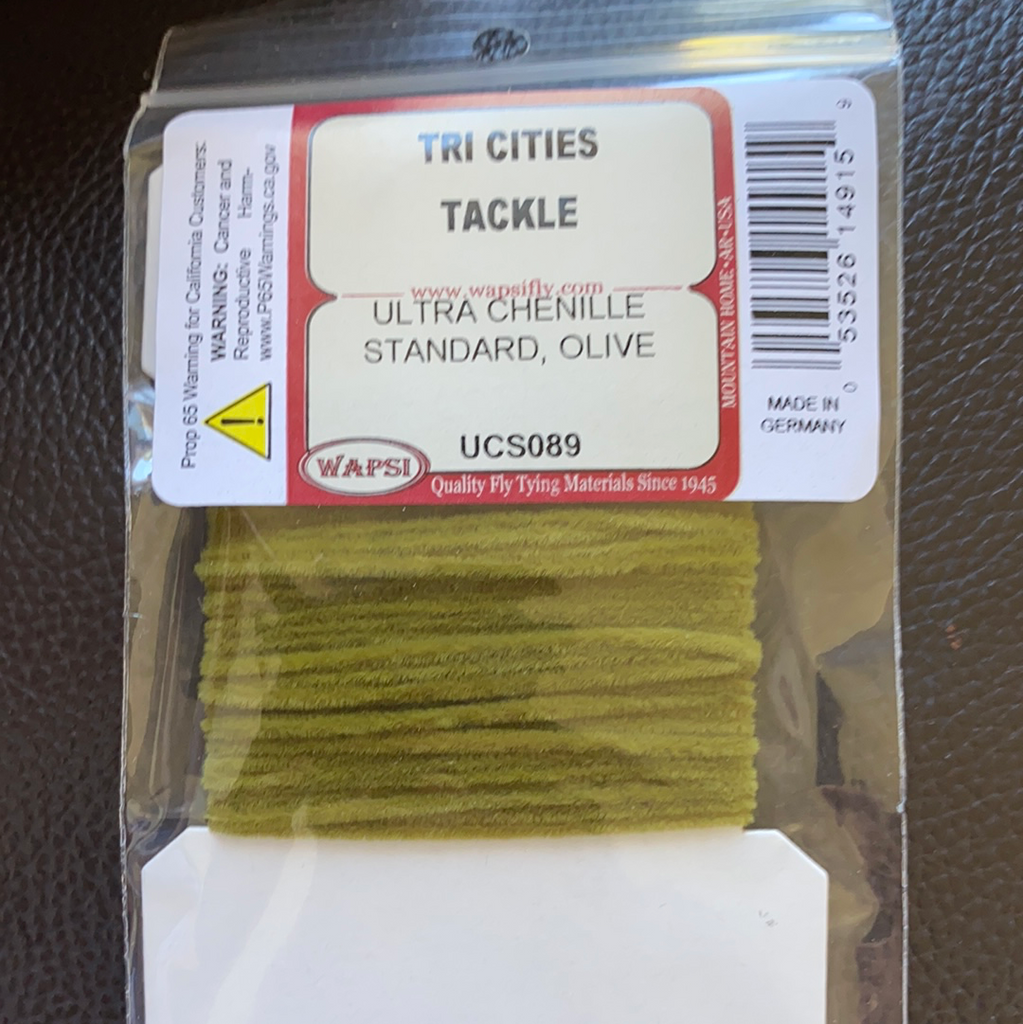 Prop 65 Warning for California Customers:
WARNING: Cancer and
Reproductive Harm-
www.P65Warnings.ca.gov
!
TRI CITIES
TACKLE
www.wapsifly.com
ULTRA CHENILLE
STANDARD, OLIVE
UCS089
WAPSI
Quality Fly Tying Materials Since 1945
MOUNTAIN HOME•AR•USA
0 53526 14915 9
MADE IN
GERMANY